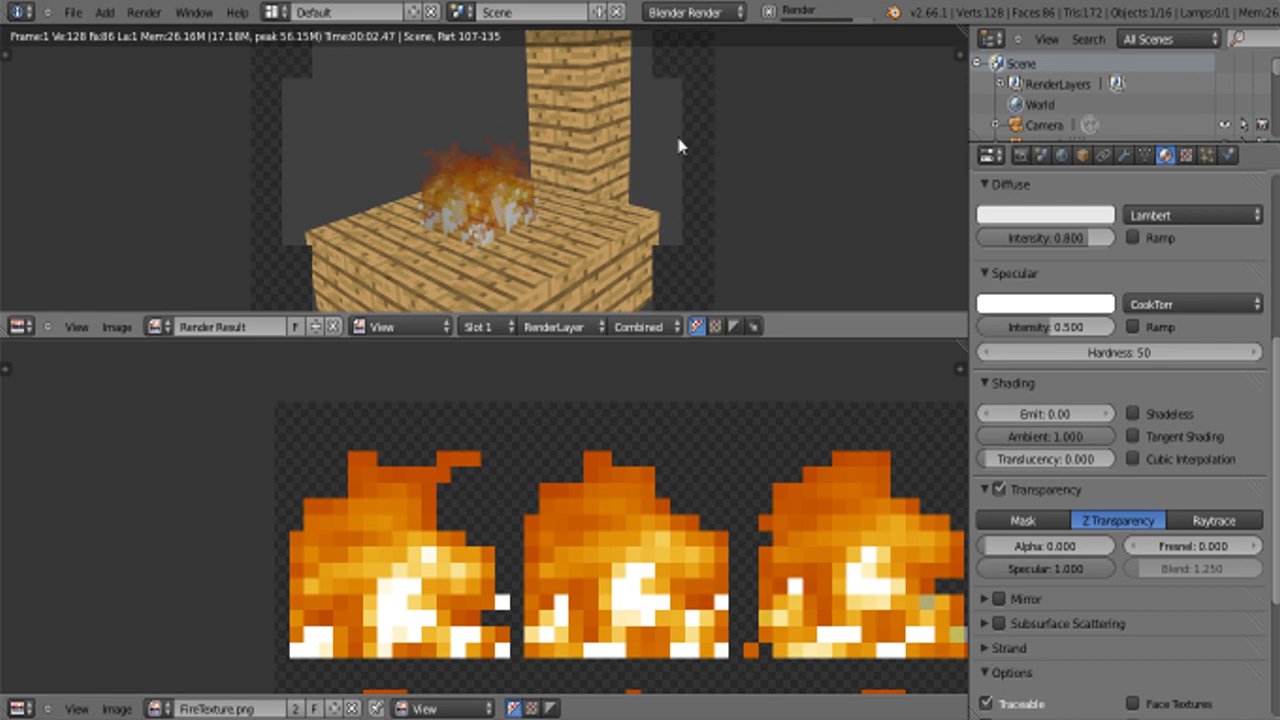 File Add Render Window Help Default Scene Blender Render Render v2.66.1 | Verts:128 | Faces:86 | Tris:172 | Objects:1/16 | Lamps:0/1 | Mem:26
Frame:1 Ve:128 Fa:86 La:1 Mem:26.16M (17.18M, peak 56.15M) Time:00:02.47 | Scene, Part 107-135
View Search All Scenes
Scene
RenderLayers |
World
Camera |
Diffuse
Lambert
Intensity: 0.800 Ramp
Specular
CookTorr
Intensity: 0.500 Ramp
Hardness: 50
Shading
Emit: 0.00 Shadeless
Ambient: 1.000 Tangent Shading
Translucency: 0.000 Cubic Interpolation
Transparency
Mask Z Transparency Raytrace
Alpha: 0.000 Fresnel: 0.000
Specular: 1.000 Blend: 1.250
Mirror
Subsurface Scattering
Strand
Options
Traceable Face Textures
View Image Render Result F View Slot 1 RenderLayer Combined
View Image FireTexture.png 2 F View